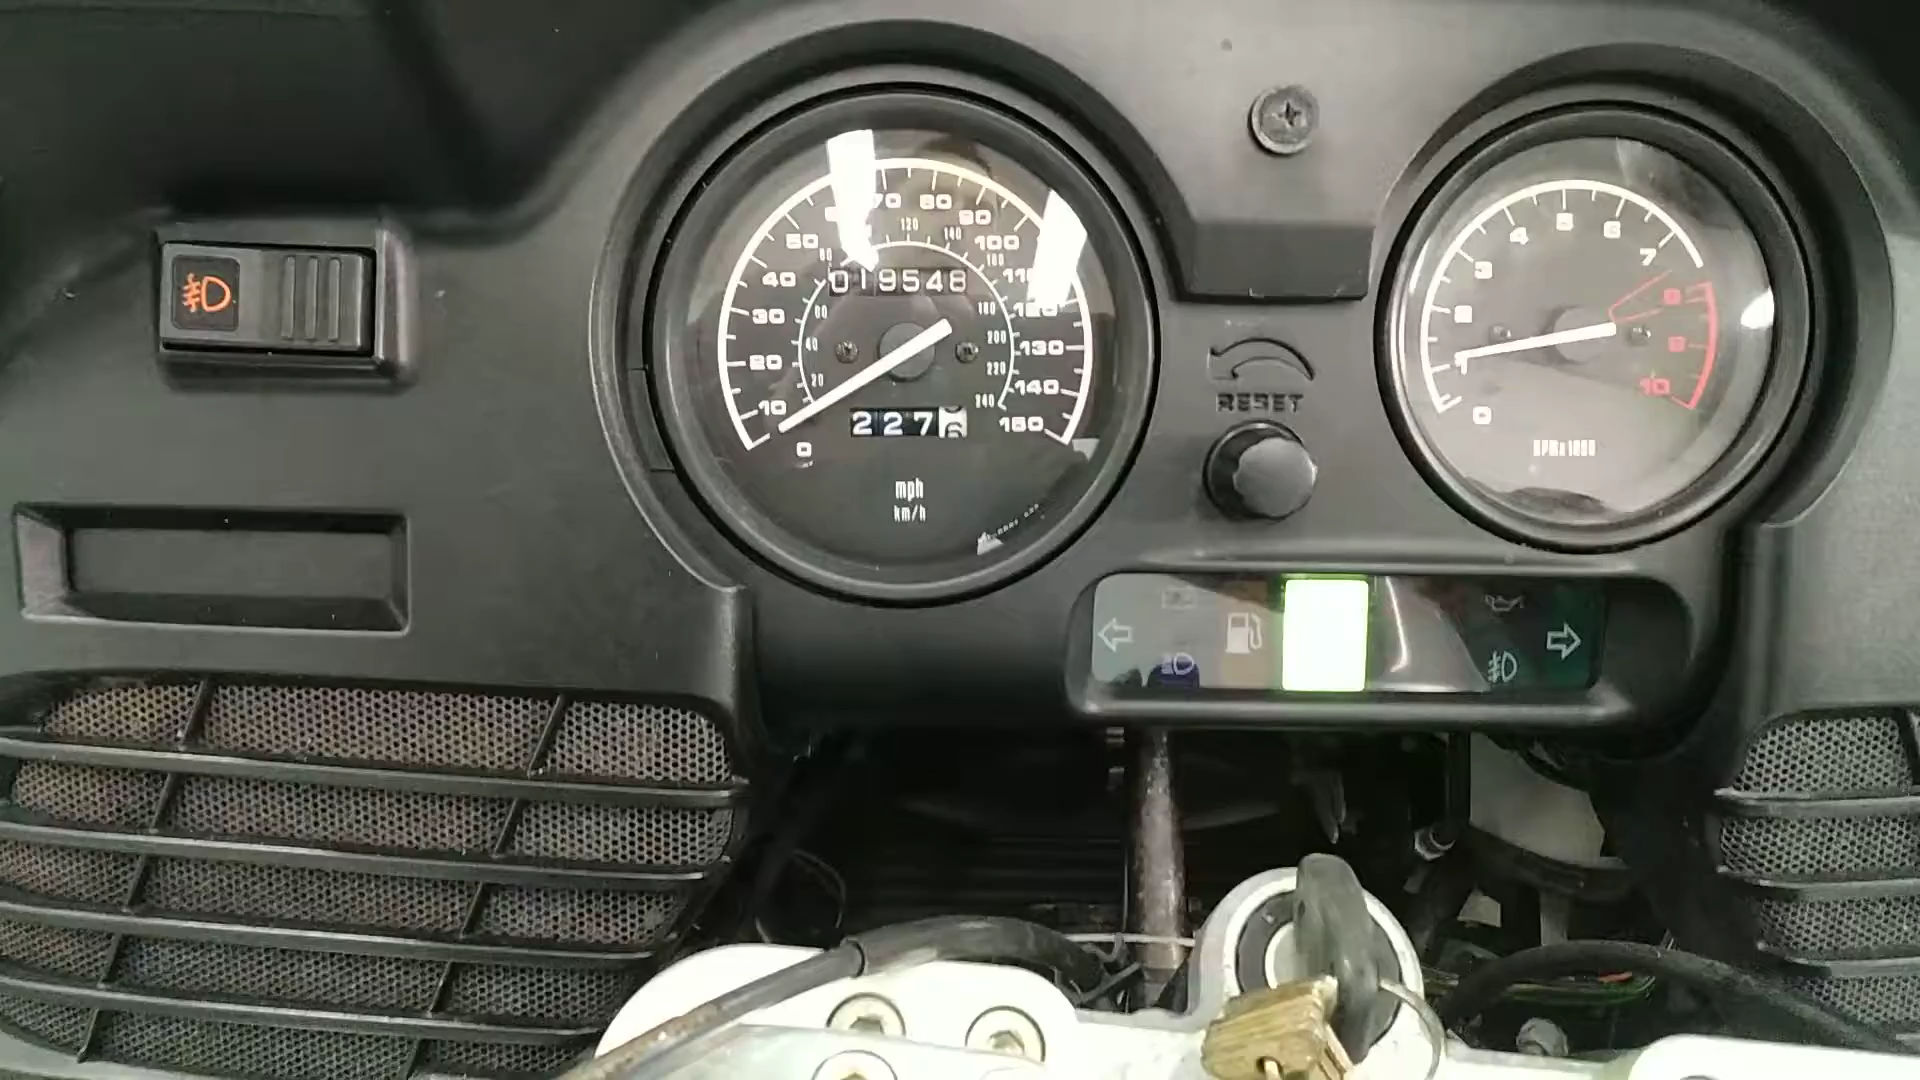 10 20 30 40 50 70 80 90 100 130 140 150
20 40 60 80 120 140 160 180 200 220 240
019548
227
0
mph
km/h
RESET
0 1 2 3 4 5 6 7 8 9 10
RPMx1000